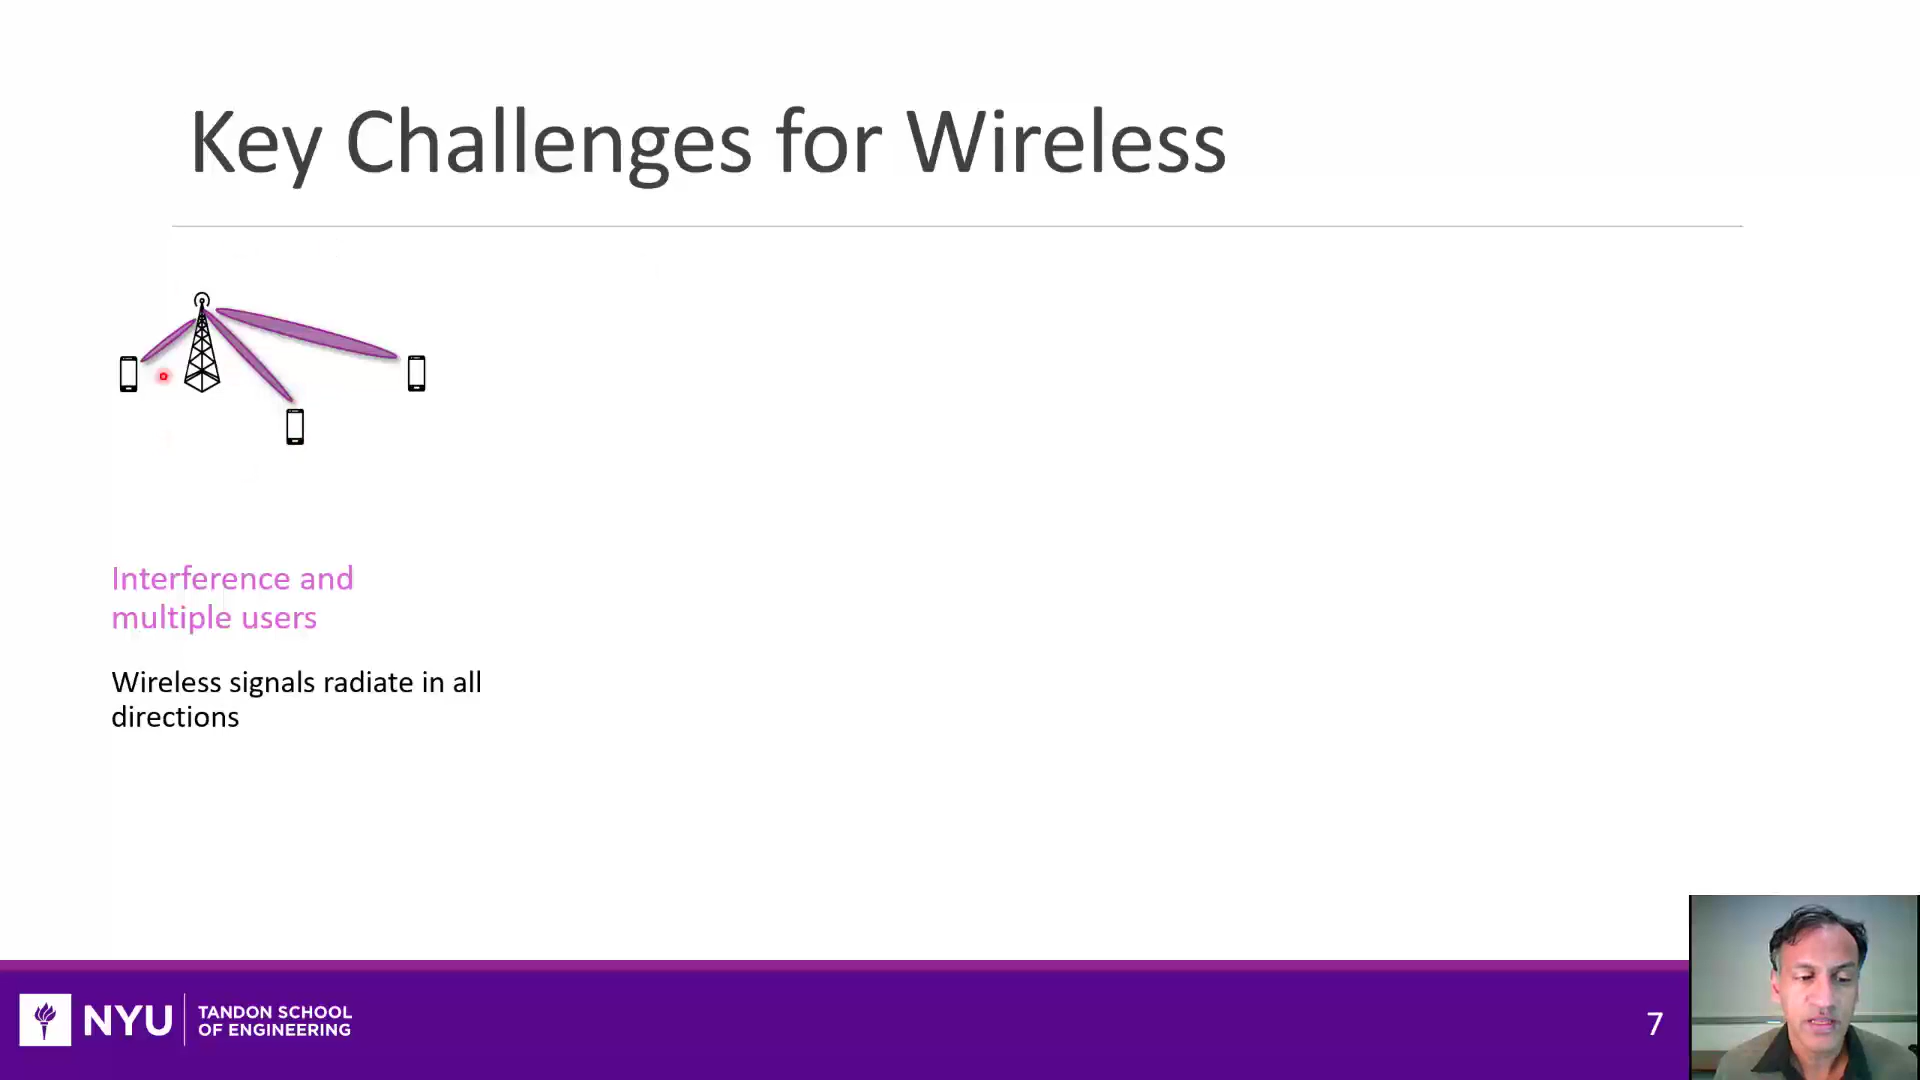 Key Challenges for Wireless
Interference and
multiple users
Wireless signals radiate in all
directions
NYU
TANDON SCHOOL
OF ENGINEERING
7